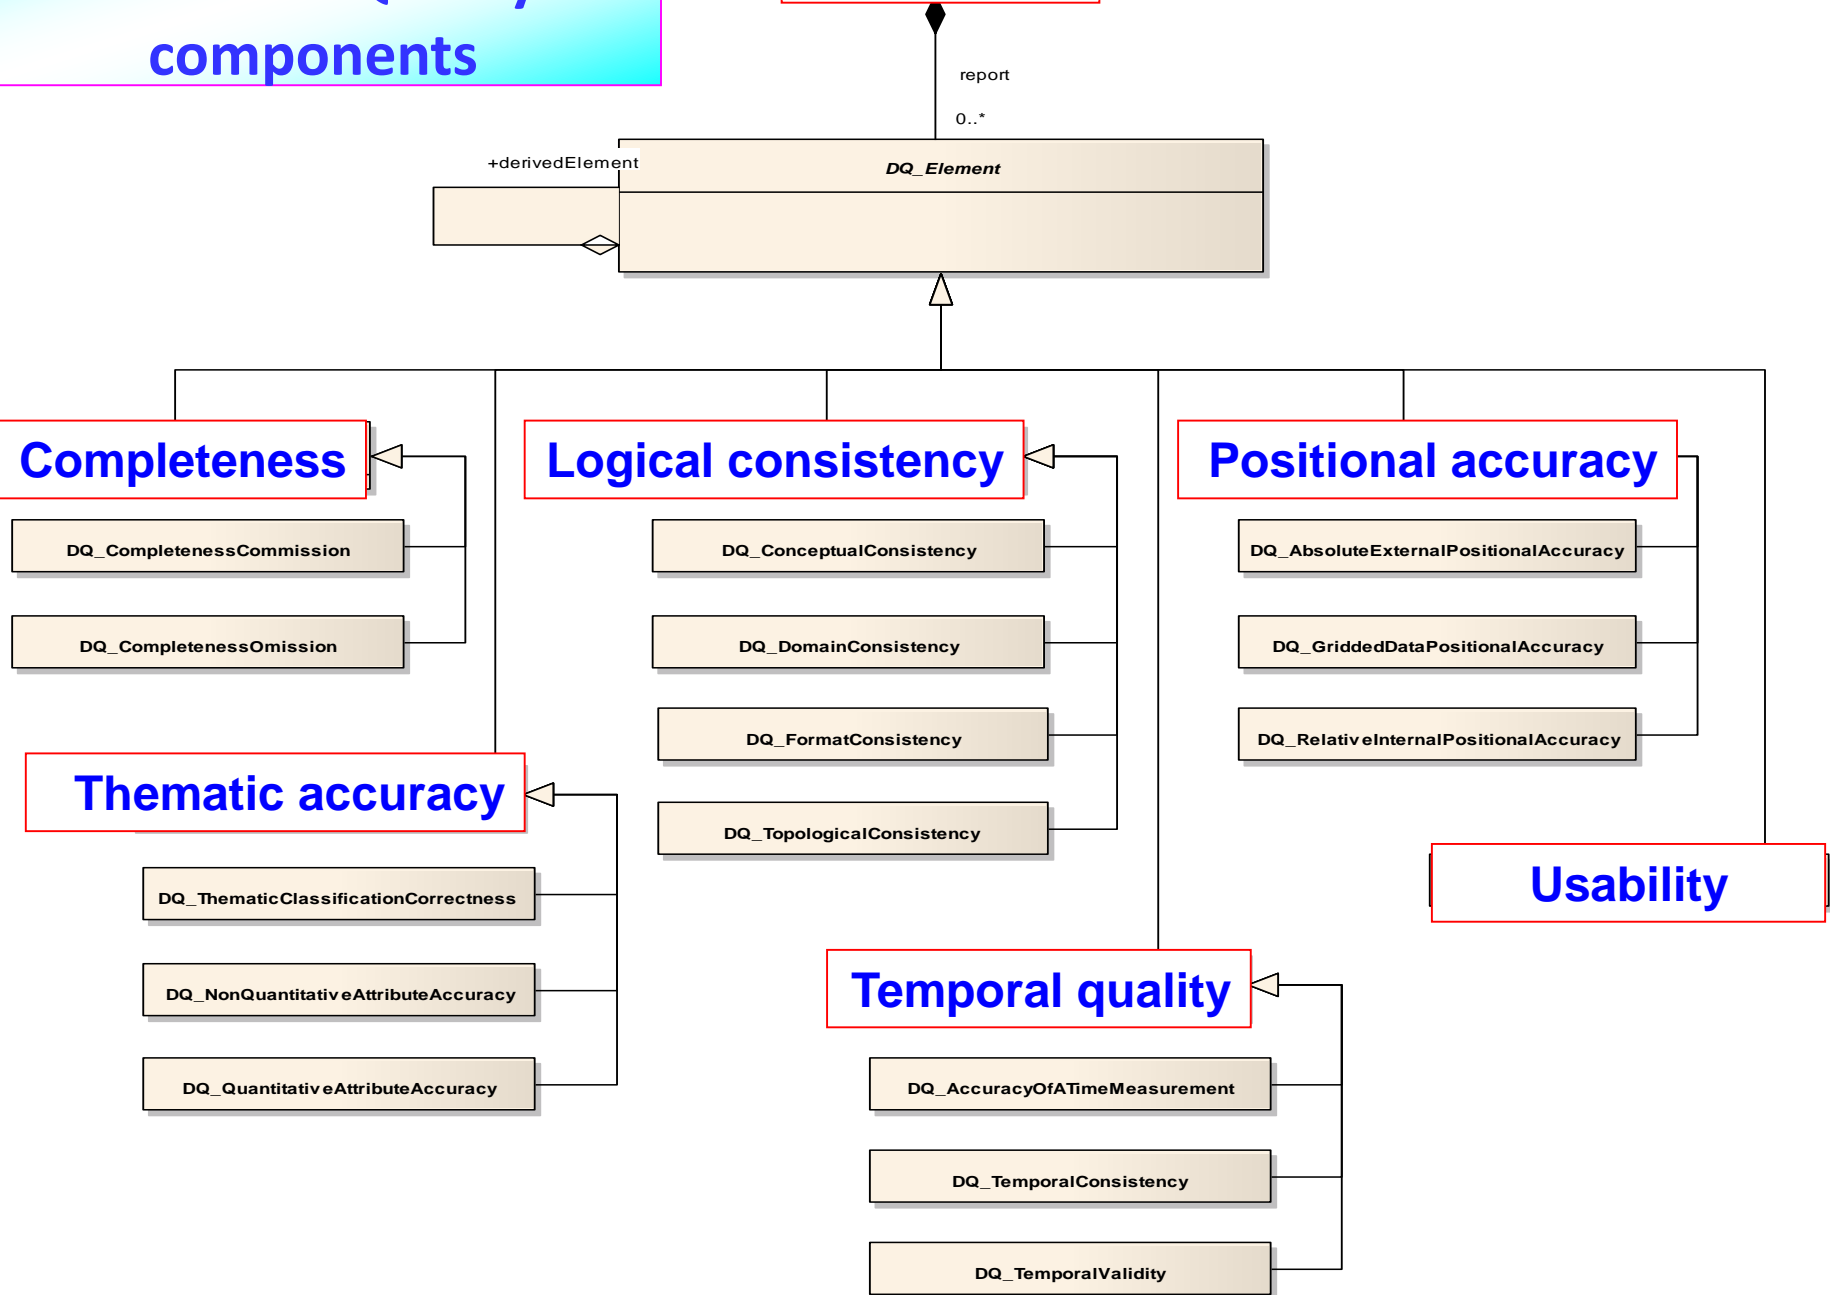 components
report
0..*
+derivedElement
DQ_Element
Completeness
Logical consistency
Positional accuracy
DQ_CompletenessCommission
DQ_ConceptualConsistency
DQ_AbsoluteExternalPositionalAccuracy
DQ_CompletenessOmission
DQ_DomainConsistency
DQ_GriddedDataPositionalAccuracy
DQ_FormatConsistency
DQ_RelativeInternalPositionalAccuracy
Thematic accuracy
DQ_TopologicalConsistency
Usability
DQ_ThematicClassificationCorrectness
DQ_NonQuantitativeAttributeAccuracy
Temporal quality
DQ_QuantitativeAttributeAccuracy
DQ_AccuracyOfATimeMeasurement
DQ_TemporalConsistency
DQ_TemporalValidity